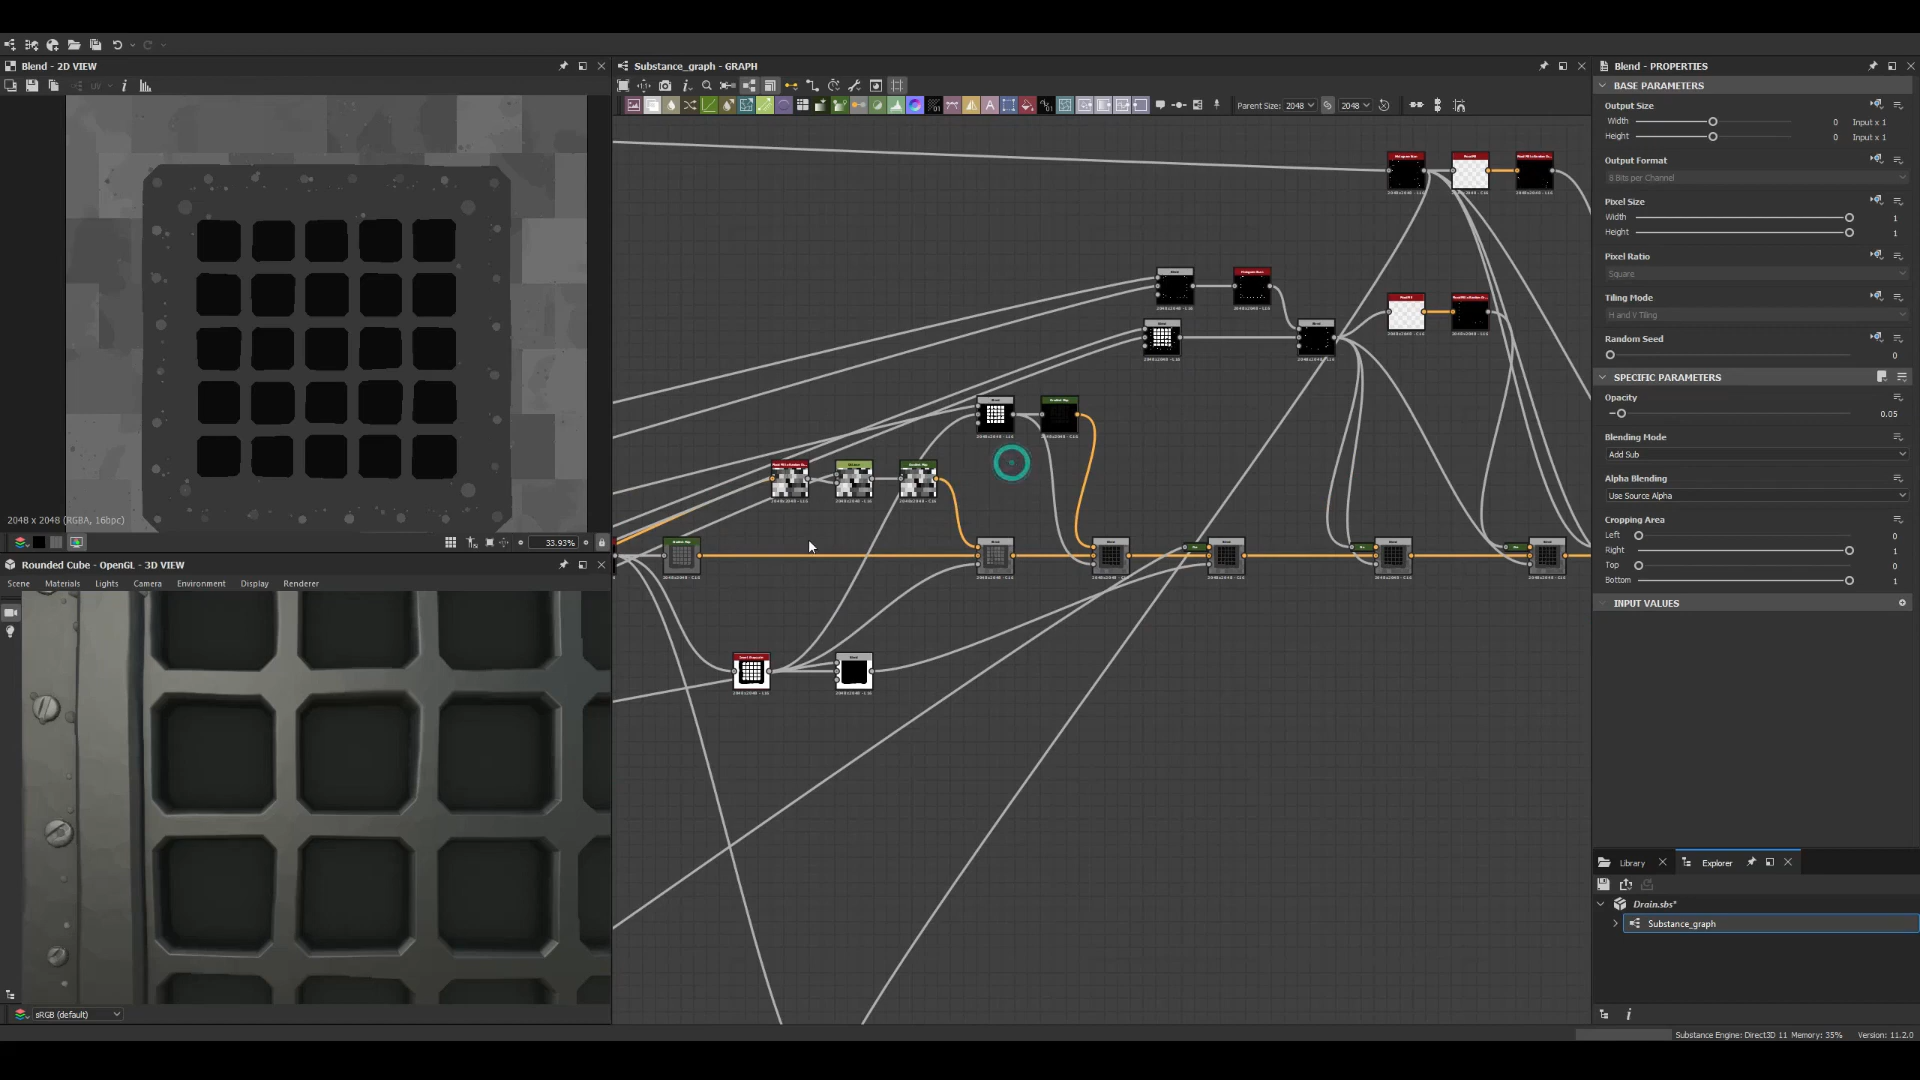 Blend - 2D VIEW
2048 x 2048 (RGBA, 16bpc)
33.93%
Rounded Cube - OpenGL - 3D VIEW
Scene Materials Lights Camera Environment Display Renderer
sRGB (default)
Substance_graph - GRAPH
Parent Size: 2048 2048
Blend - PROPERTIES
BASE PARAMETERS
Output Size
Width 0 Input x 1
Height 0 Input x 1
Output Format
8 Bits per Channel
Pixel Size
Width 1
Height 1
Pixel Ratio
Square
Tiling Mode
H and V Tiling
Random Seed
0
SPECIFIC PARAMETERS
Opacity
0.05
Blending Mode
Add Sub
Alpha Blending
Use Source Alpha
Cropping Area
Left 0
Right 1
Top 0
Bottom 1
INPUT VALUES
Library Explorer
Drain.sbs*
Substance_graph
Substance Engine: Direct3D 11 Memory: 35% Version: 11.2.0